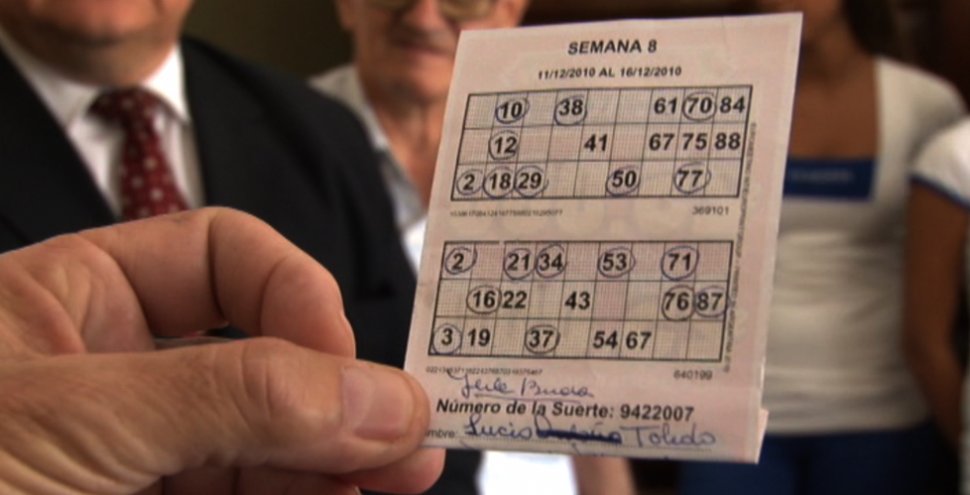 SEMANA 8
11/12/2010 AL 16/12/2010
10 38 61 70 84
12 41 67 75 88
2 18 29 50 77
369101
2 21 34 53 71
16 22 43 76 87
3 19 37 54 67
640199
Número de la Suerte: 9422007
mbre: Lucio Toledo